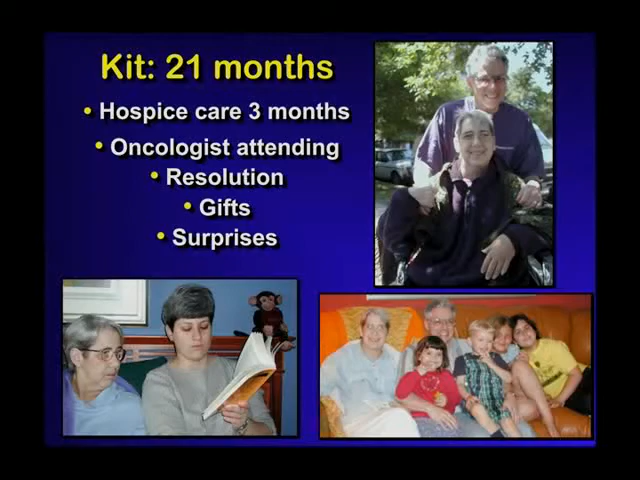 Kit: 21 months
• Hospice care 3 months
• Oncologist attending
• Resolution
• Gifts
• Surprises